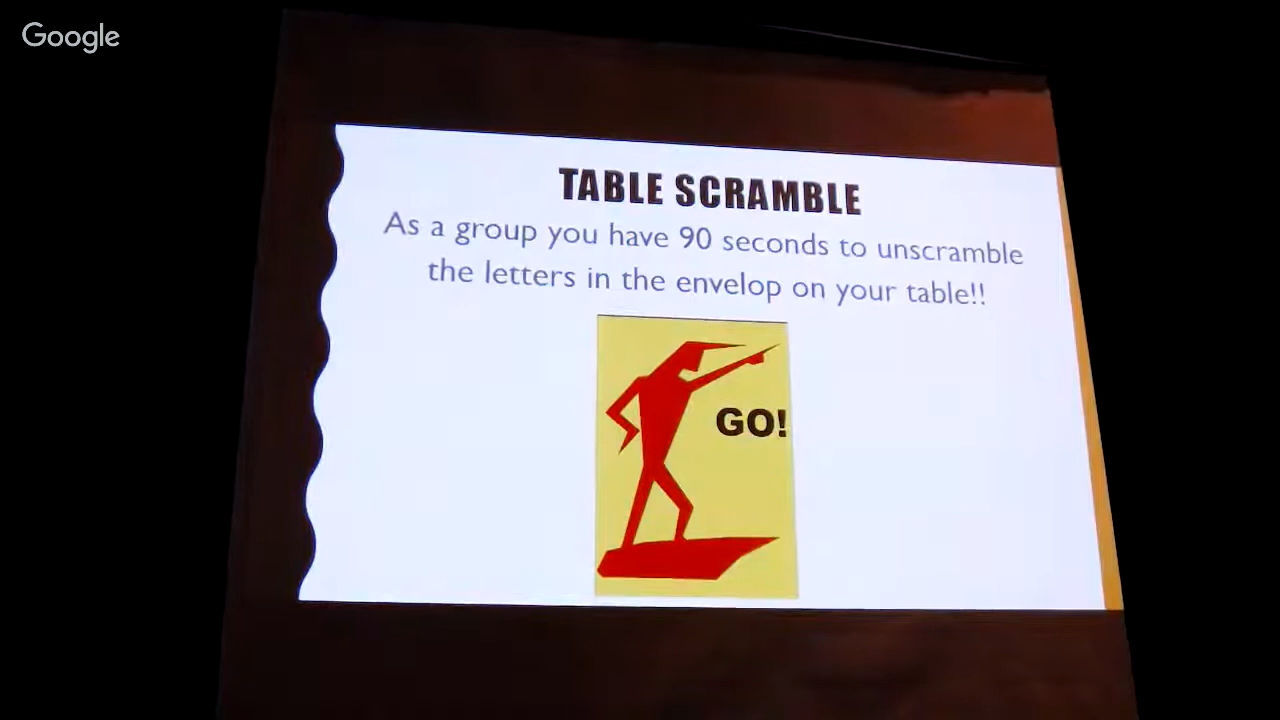 Google
TABLE SCRAMBLE
As a group you have 90 seconds to unscramble
the letters in the envelop on your table!!
GO!